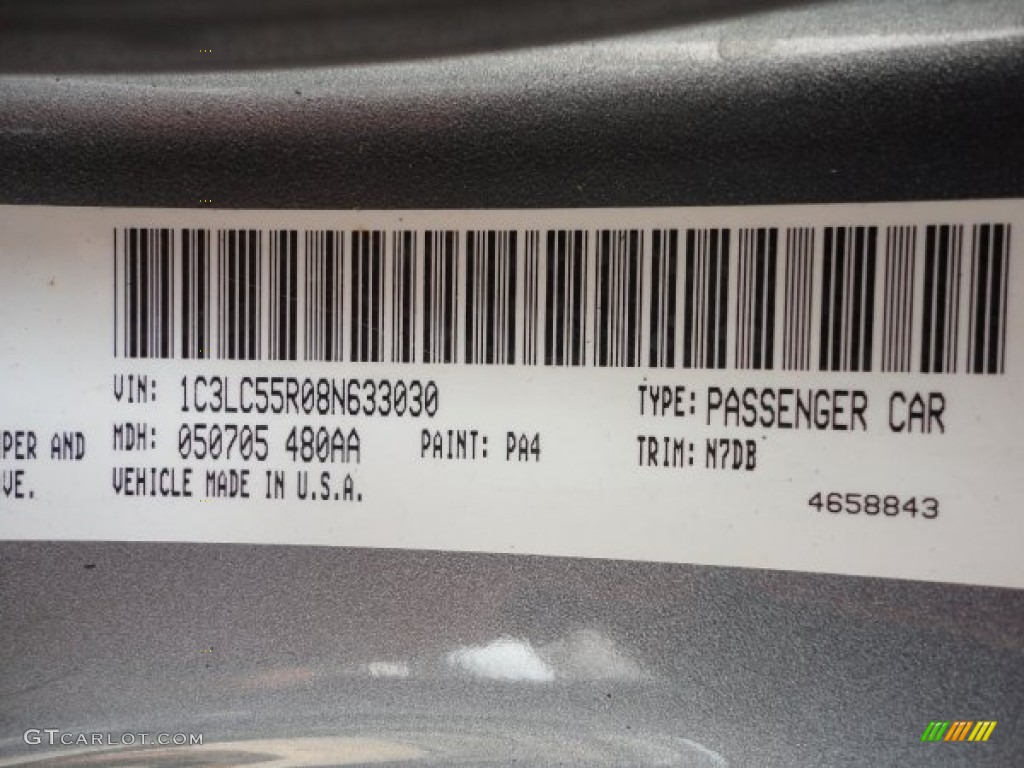 VIN: 1C3LC55R08N633030 TYPE: PASSENGER CAR
PER AND MDH: 050705 480AA PAINT: PA4 TRIM: N7DB
VE. VEHICLE MADE IN U.S.A. 4658843
GTCARLOT.COM